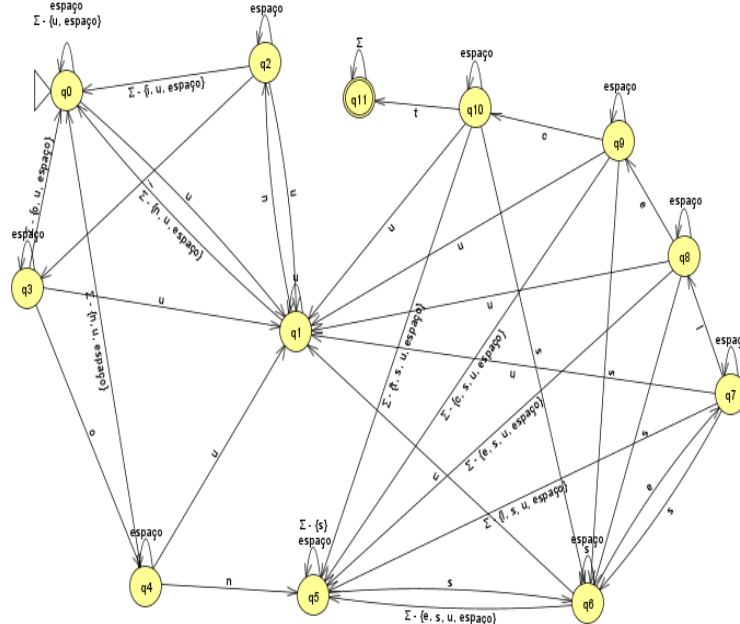 espaço
Σ - {u, espaço}
q0
espaço
q2
Σ - {i, u, espaço}
Σ
q11
t
espaço
q10
c
espaço
q9
e
espaço
q8
l
espaço
q7
i
u
Σ - {n, u, espaço}
n
u
espaço
q3
u
o
Σ - {n, u, espaço}
u
q1
u
u
u
u
s
s
s
Σ - {t, s, u, espaço}
Σ - {c, s, u, espaço}
Σ - {e, s, u, espaço}
Σ - {l, s, u, espaço}
e
s
espaço
q4
u
n
Σ - {s}
espaço
q5
s
Σ - {e, s, u, espaço}
espaço
s
q6